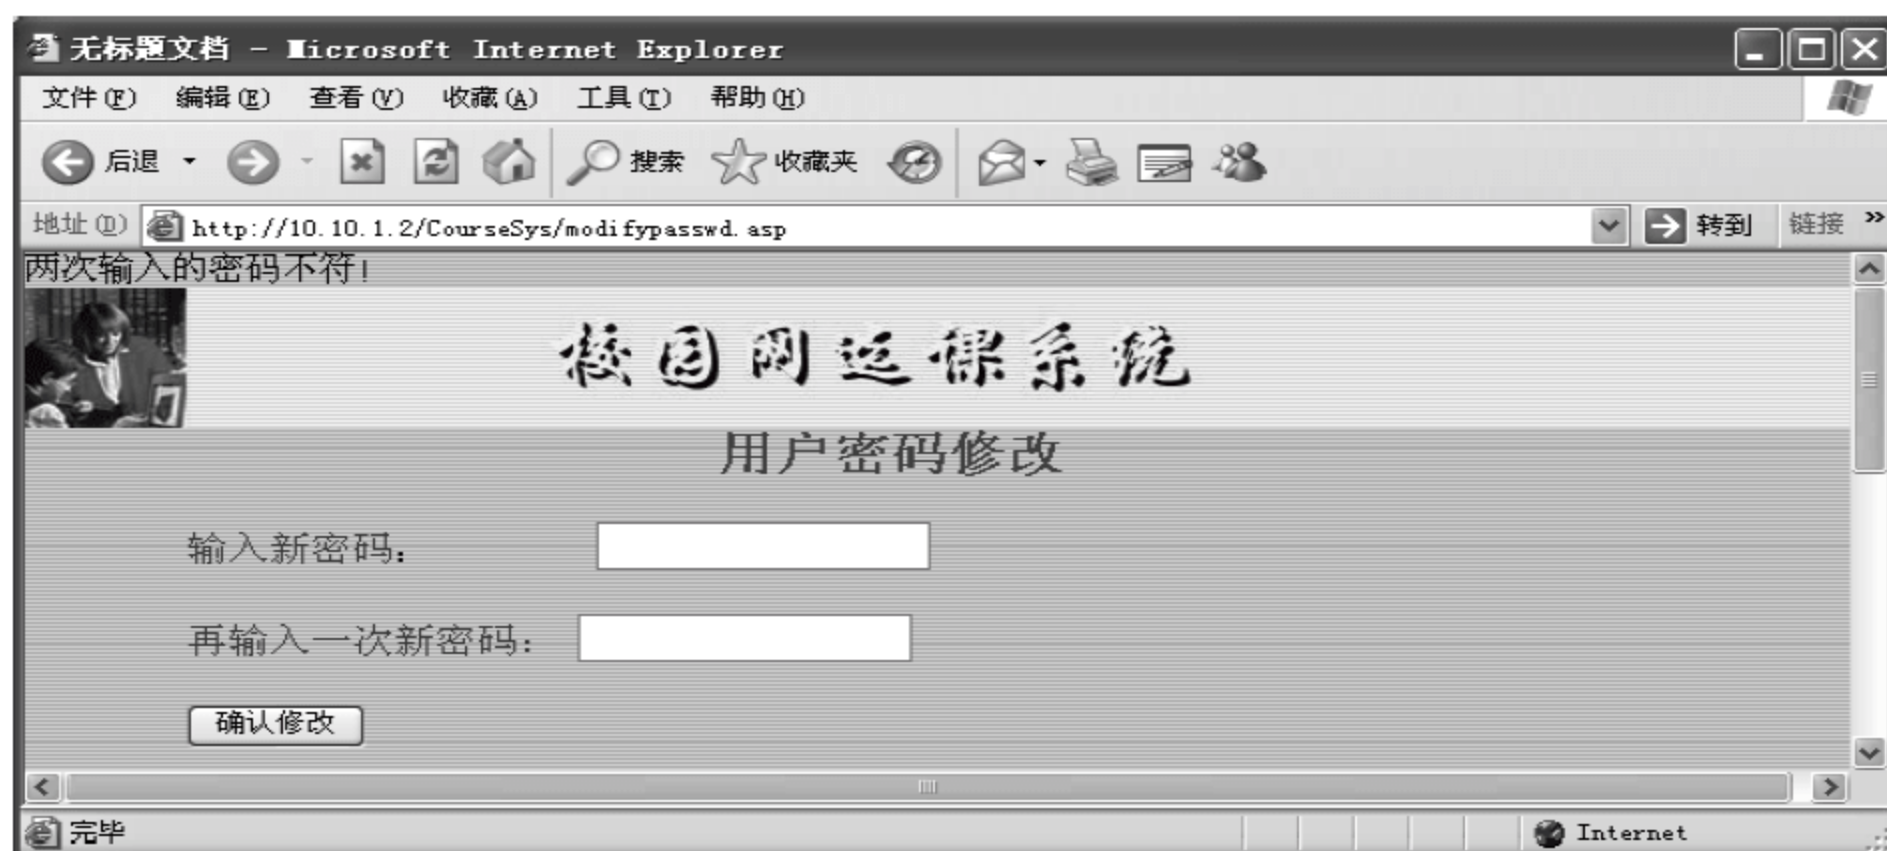 无标题文档 - Microsoft Internet Explorer
文件(F) 编辑(E) 查看(V) 收藏(A) 工具(T) 帮助(H)
后退 搜索 收藏夹
地址(D) http://10.10.1.2/CourseSys/modifypasswd.asp 转到 链接 »
两次输入的密码不符!
校园网选课系统
用户密码修改
输入新密码:
再输入一次新密码:
确认修改
完毕 Internet